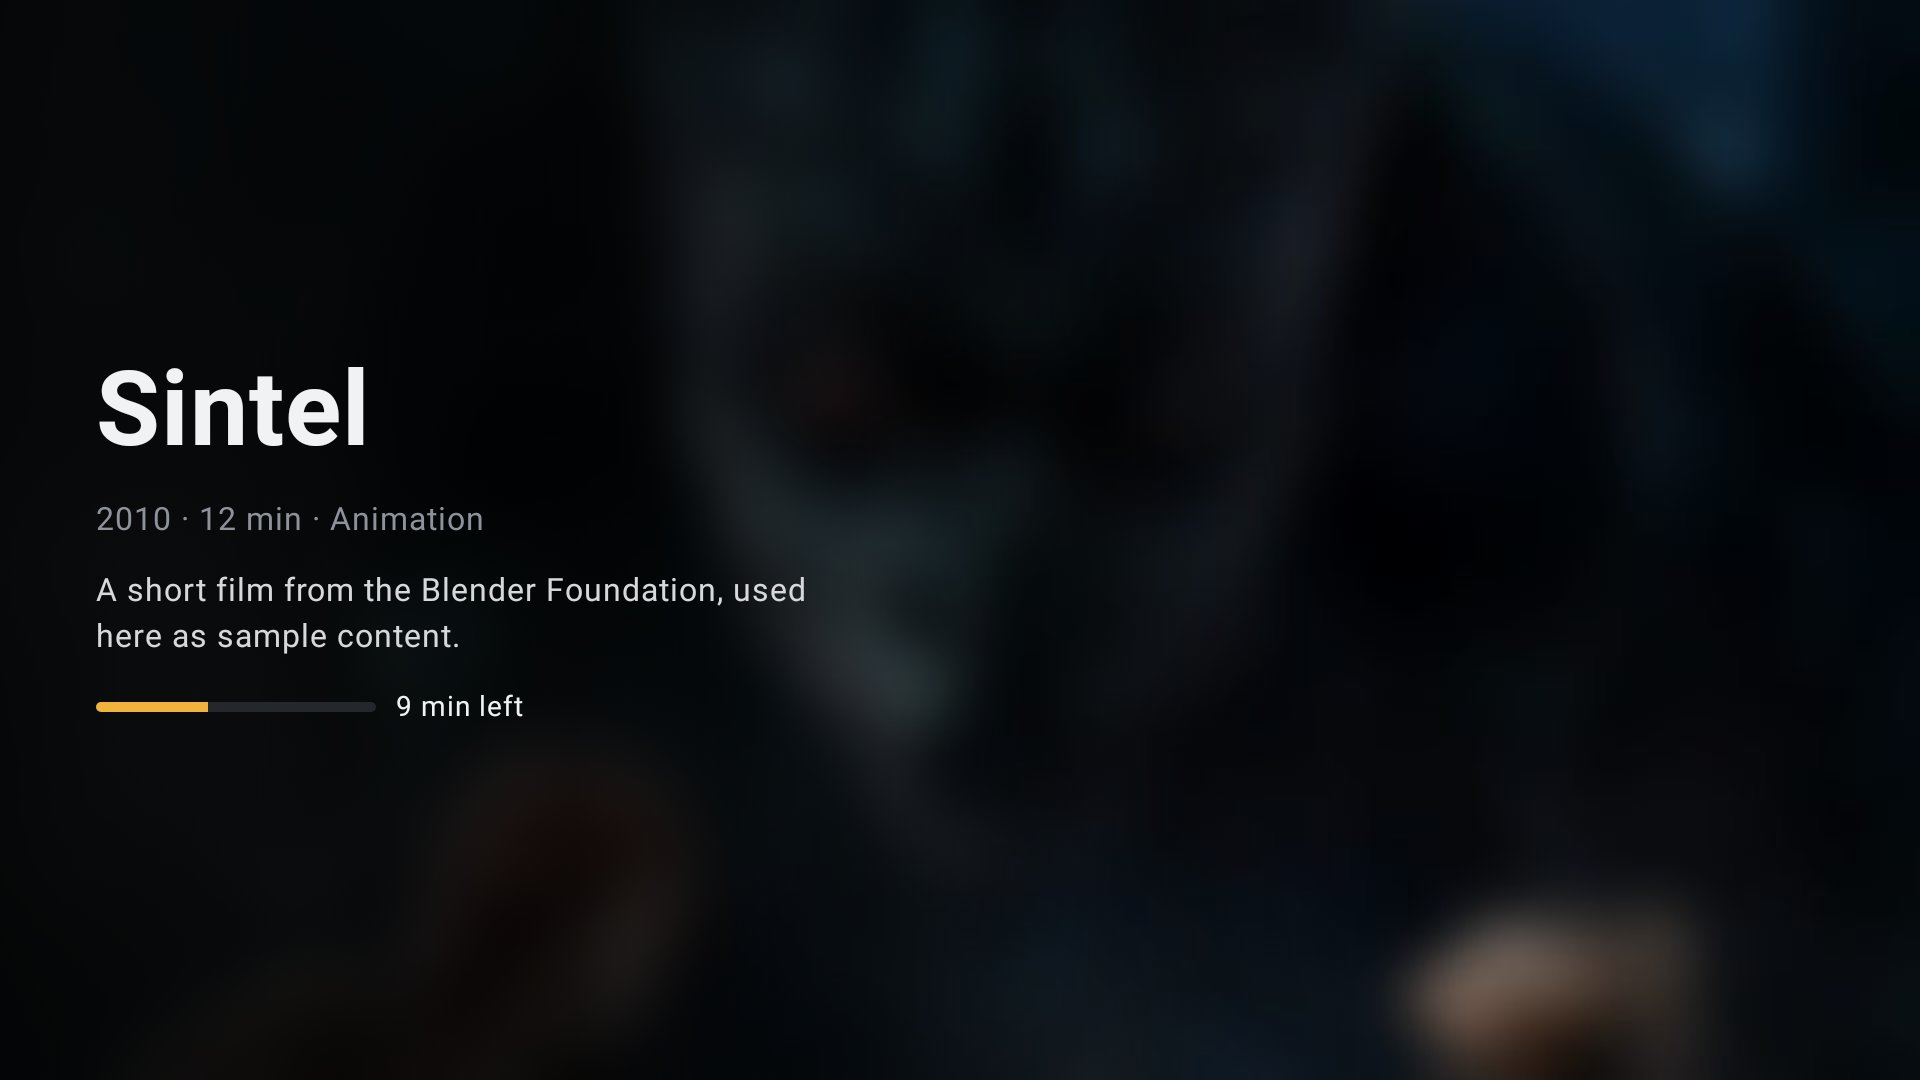 Sintel
2010 · 12 min · Animation
A short film from the Blender Foundation, used
here as sample content.
9 min left